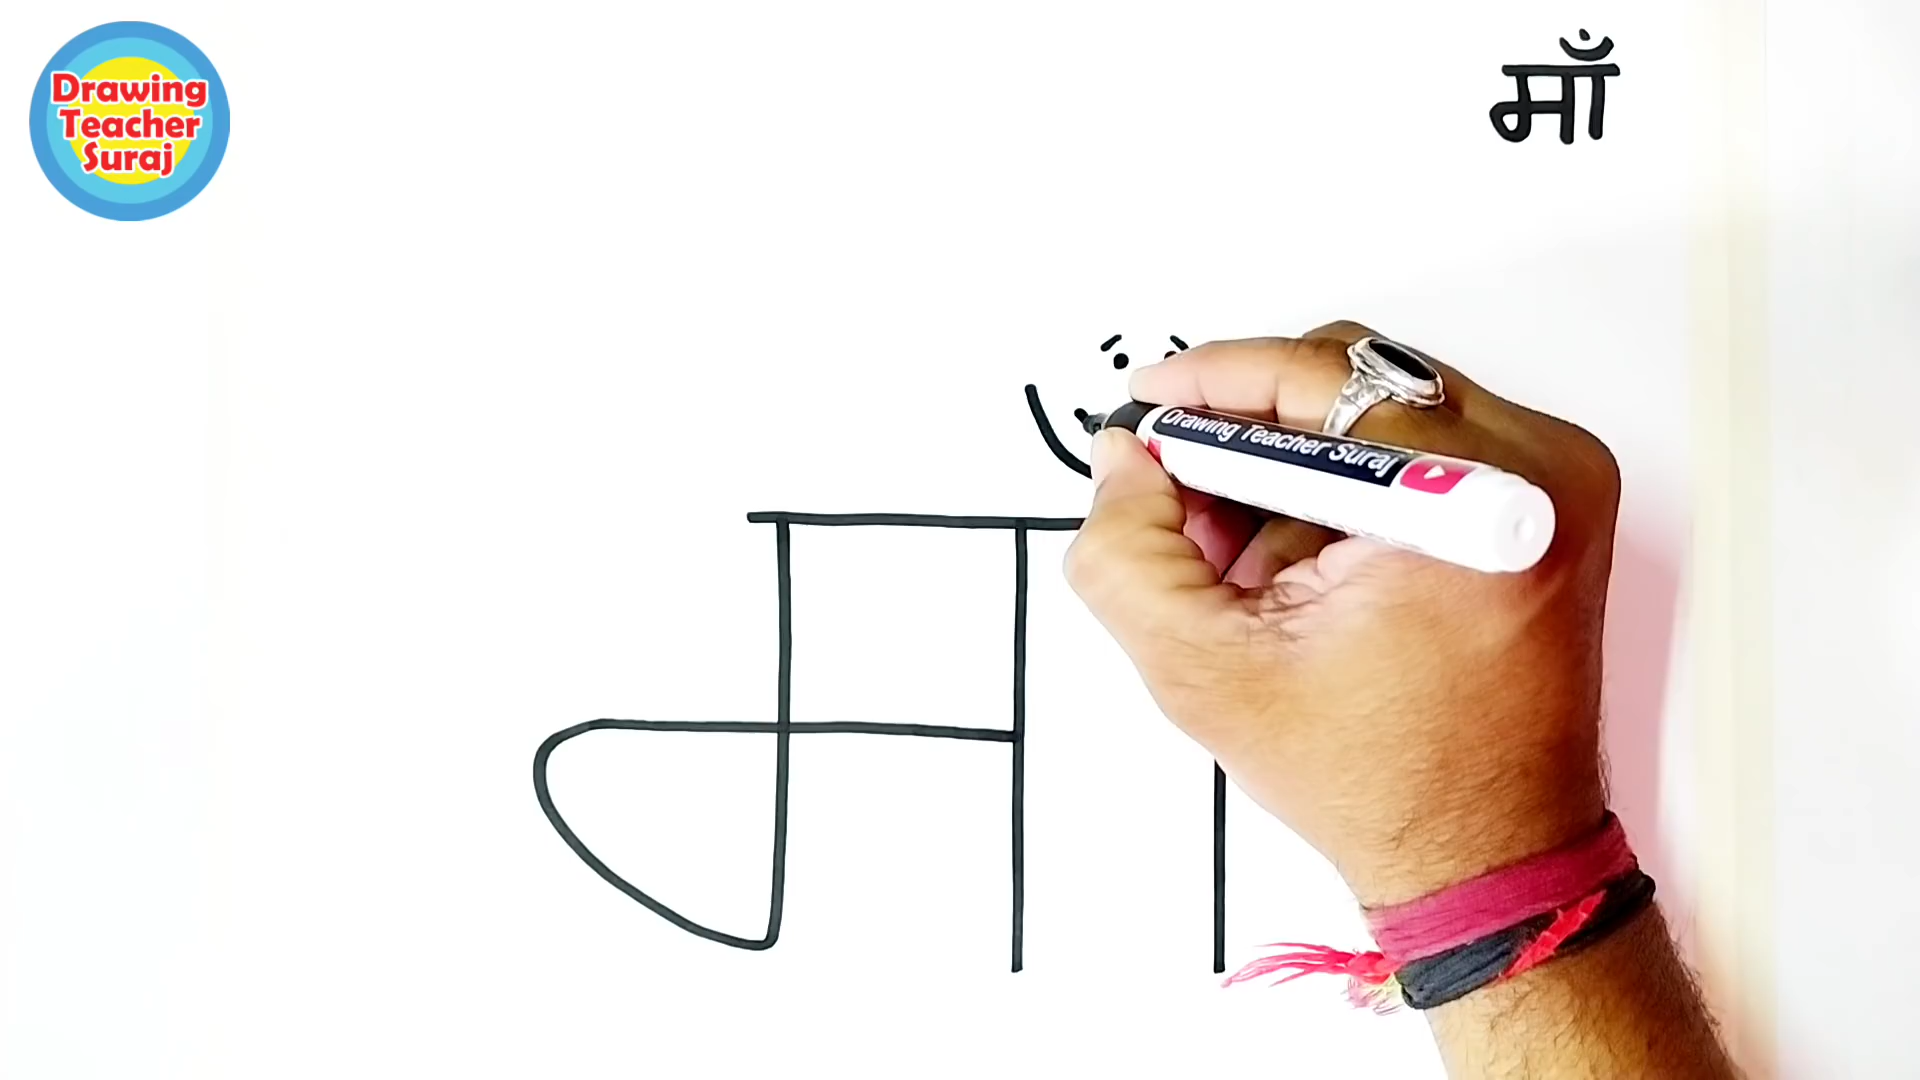 Drawing
Teacher
Suraj
माँ
Drawing Teacher Suraj
माँ